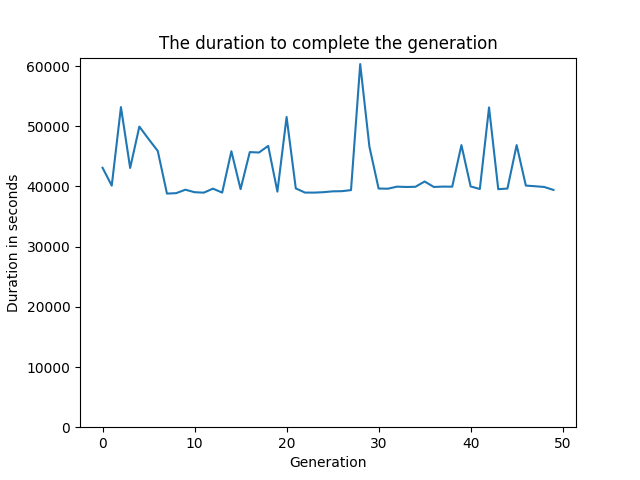 The duration to complete the generation
60000
50000
40000
30000
20000
10000
0
Duration in seconds
0 10 20 30 40 50
Generation